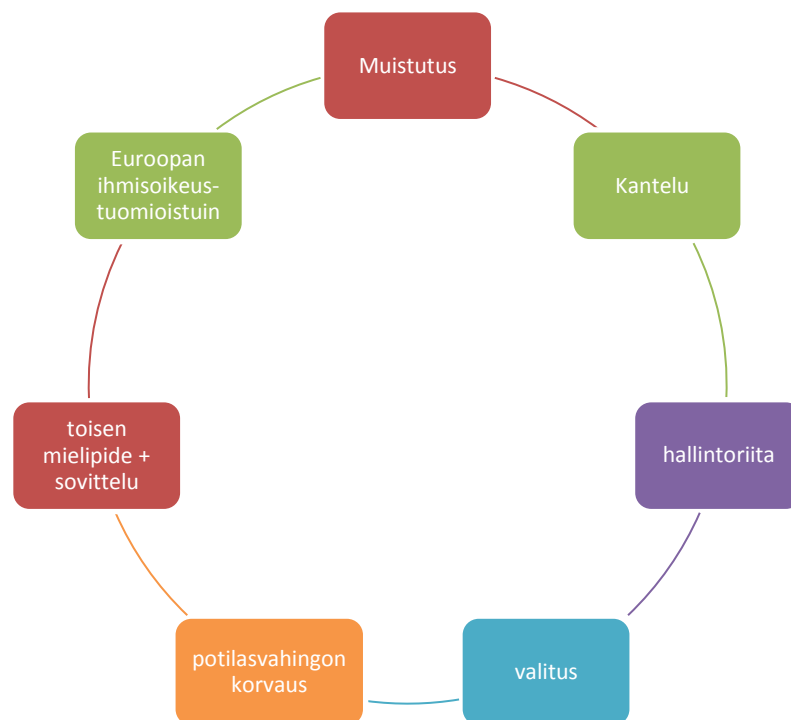 Muistutus
Kantelu
hallintoriita
valitus
potilasvahingon
korvaus
toisen
mielipide +
sovittelu
Euroopan
ihmisoikeus-
tuomioistuin